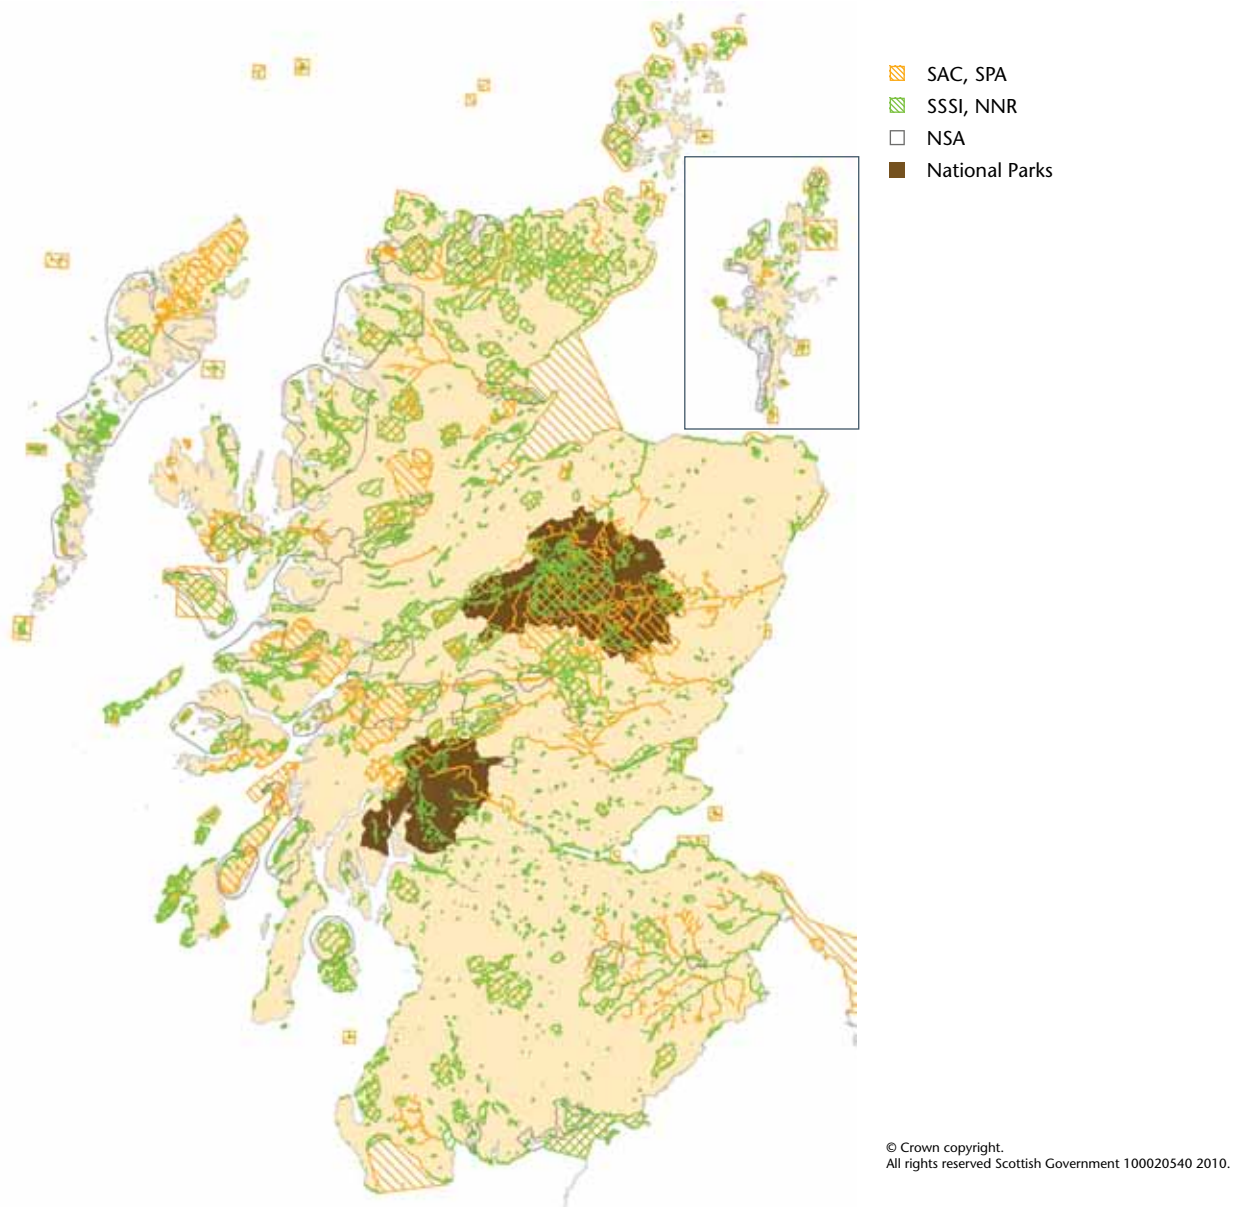 SAC, SPA
SSSI, NNR
NSA
National Parks
© Crown copyright.
All rights reserved Scottish Government 100020540 2010.